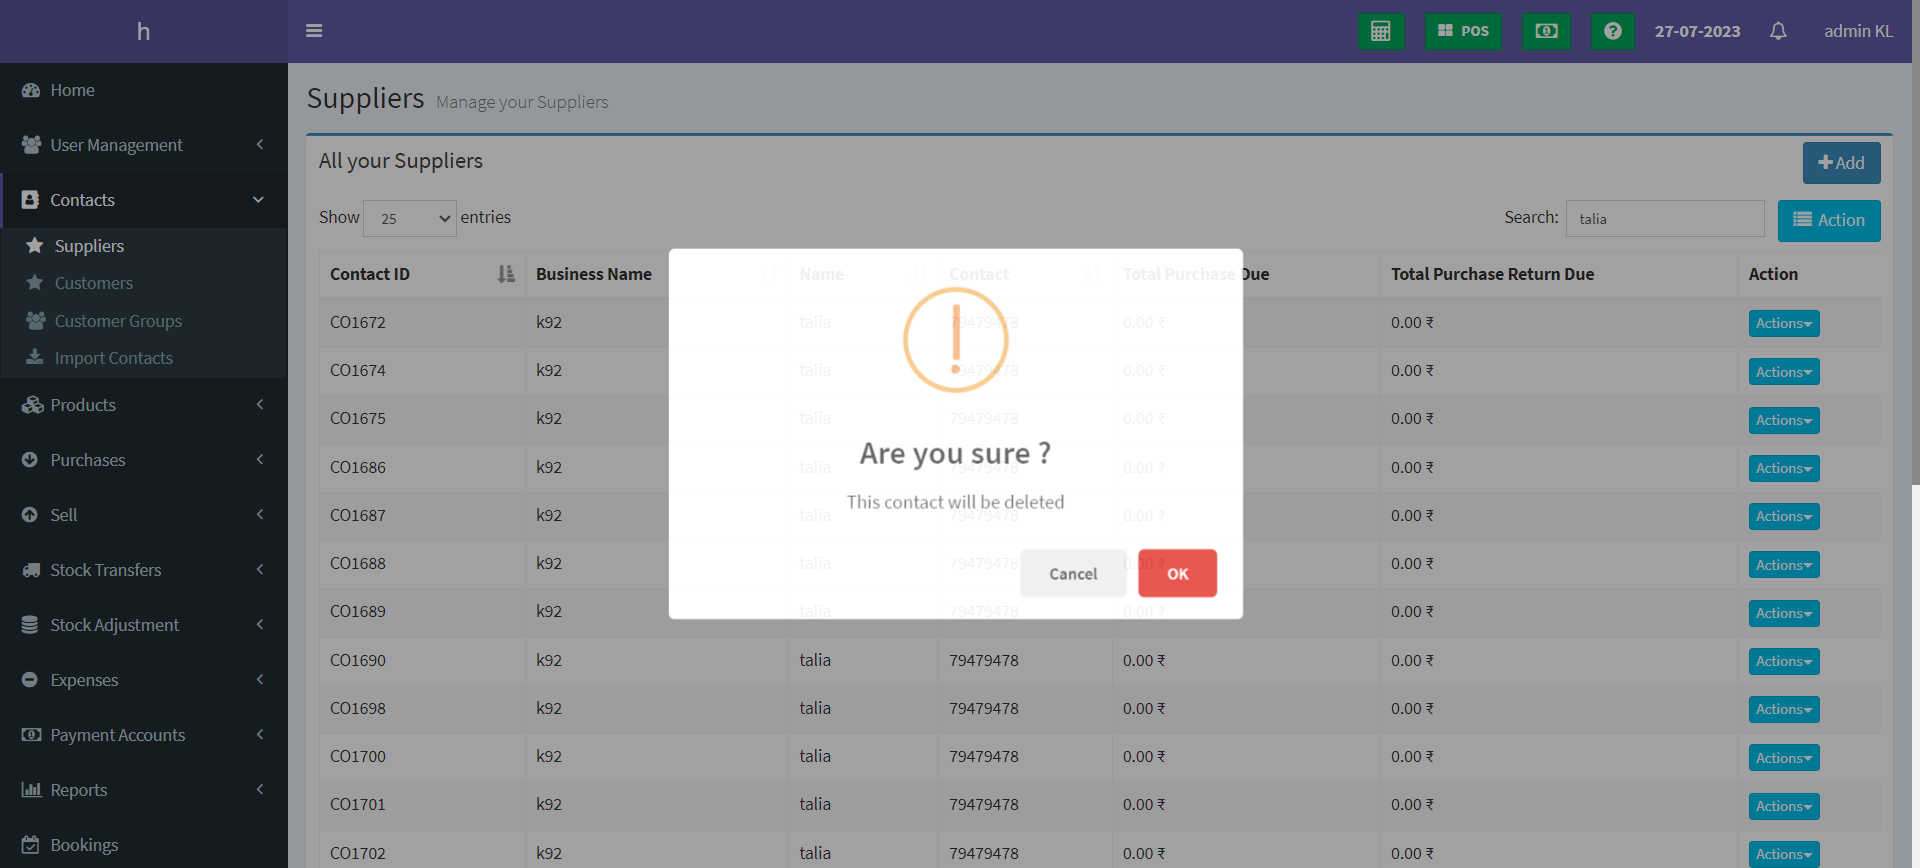 h
POS
27-07-2023
admin KL
Home
User Management
Contacts
Suppliers
Customers
Customer Groups
Import Contacts
Products
Purchases
Sell
Stock Transfers
Stock Adjustment
Expenses
Payment Accounts
Reports
Bookings
Suppliers Manage your Suppliers
All your Suppliers
Add
Show 25 entries
Search: talia
Action
Contact ID Business Name Name Contact Total Purchase Due Total Purchase Return Due Action
CO1672 k92 talia 79479478 0.00 ₹ 0.00 ₹ Actions
CO1674 k92 talia 79479478 0.00 ₹ 0.00 ₹ Actions
CO1675 k92 talia 79479478 0.00 ₹ 0.00 ₹ Actions
CO1686 k92 talia 79479478 0.00 ₹ 0.00 ₹ Actions
CO1687 k92 talia 79479478 0.00 ₹ 0.00 ₹ Actions
CO1688 k92 talia 79479478 0.00 ₹ 0.00 ₹ Actions
CO1689 k92 talia 79479478 0.00 ₹ 0.00 ₹ Actions
CO1690 k92 talia 79479478 0.00 ₹ 0.00 ₹ Actions
CO1698 k92 talia 79479478 0.00 ₹ 0.00 ₹ Actions
CO1700 k92 talia 79479478 0.00 ₹ 0.00 ₹ Actions
CO1701 k92 talia 79479478 0.00 ₹ 0.00 ₹ Actions
CO1702 k92 talia 79479478 0.00 ₹ 0.00 ₹ Actions
Are you sure ?
This contact will be deleted
Cancel
OK